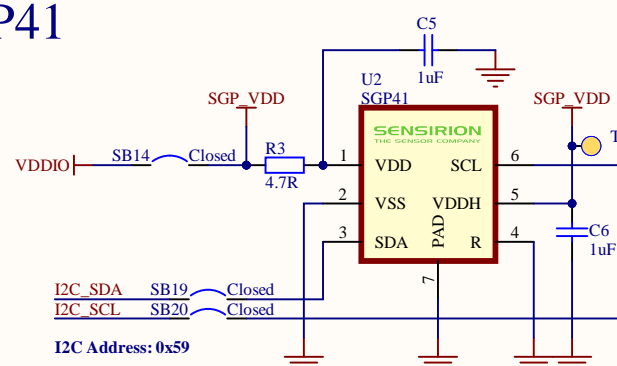 P41
C5
1uF
U2
SGP41
SGP_VDD
SGP_VDD
SENSIRION
THE SENSOR COMPANY
VDDIO
SB14
Closed
R3
4.7R
1
VDD
SCL
6
2
VSS
VDDH
5
3
SDA
PAD
R
4
7
C6
1uF
I2C_SDA
SB19
Closed
I2C_SCL
SB20
Closed
I2C Address: 0x59